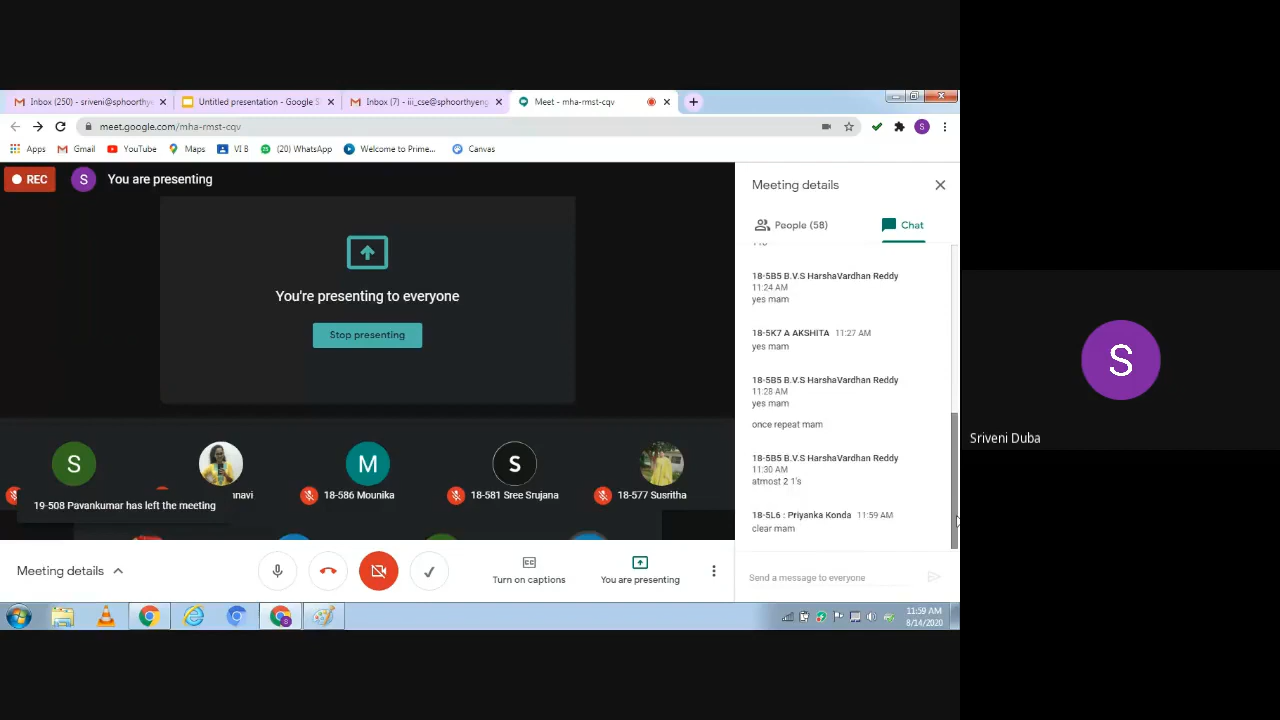 Inbox (250) - sriveni@sphoorthy
Untitled presentation - Google S
Inbox (7) - iii_cse@sphoorthyeng
Meet - mha-rmst-cqv
meet.google.com/mha-rmst-cqv
S
Apps
Gmail
YouTube
Maps
VI B
(20) WhatsApp
Welcome to Prime...
Canvas
REC
S
You are presenting
You're presenting to everyone
Stop presenting
S
M
S
nnavi
18-586 Mounika
18-581 Sree Srujana
18-577 Susritha
19-508 Pavankumar has left the meeting
Meeting details
Turn on captions
You are presenting
Meeting details
People (58)
Chat
18-5B5 B.V.S HarshaVardhan Reddy
11:24 AM
yes mam
18-5K7 A AKSHITA 11:27 AM
yes mam
18-5B5 B.V.S HarshaVardhan Reddy
11:28 AM
yes mam
once repeat mam
18-5B5 B.V.S HarshaVardhan Reddy
11:30 AM
atmost 2 1's
18-5L6 : Priyanka Konda 11:59 AM
clear mam
Send a message to everyone
11:59 AM
8/14/2020
S
Sriveni Duba